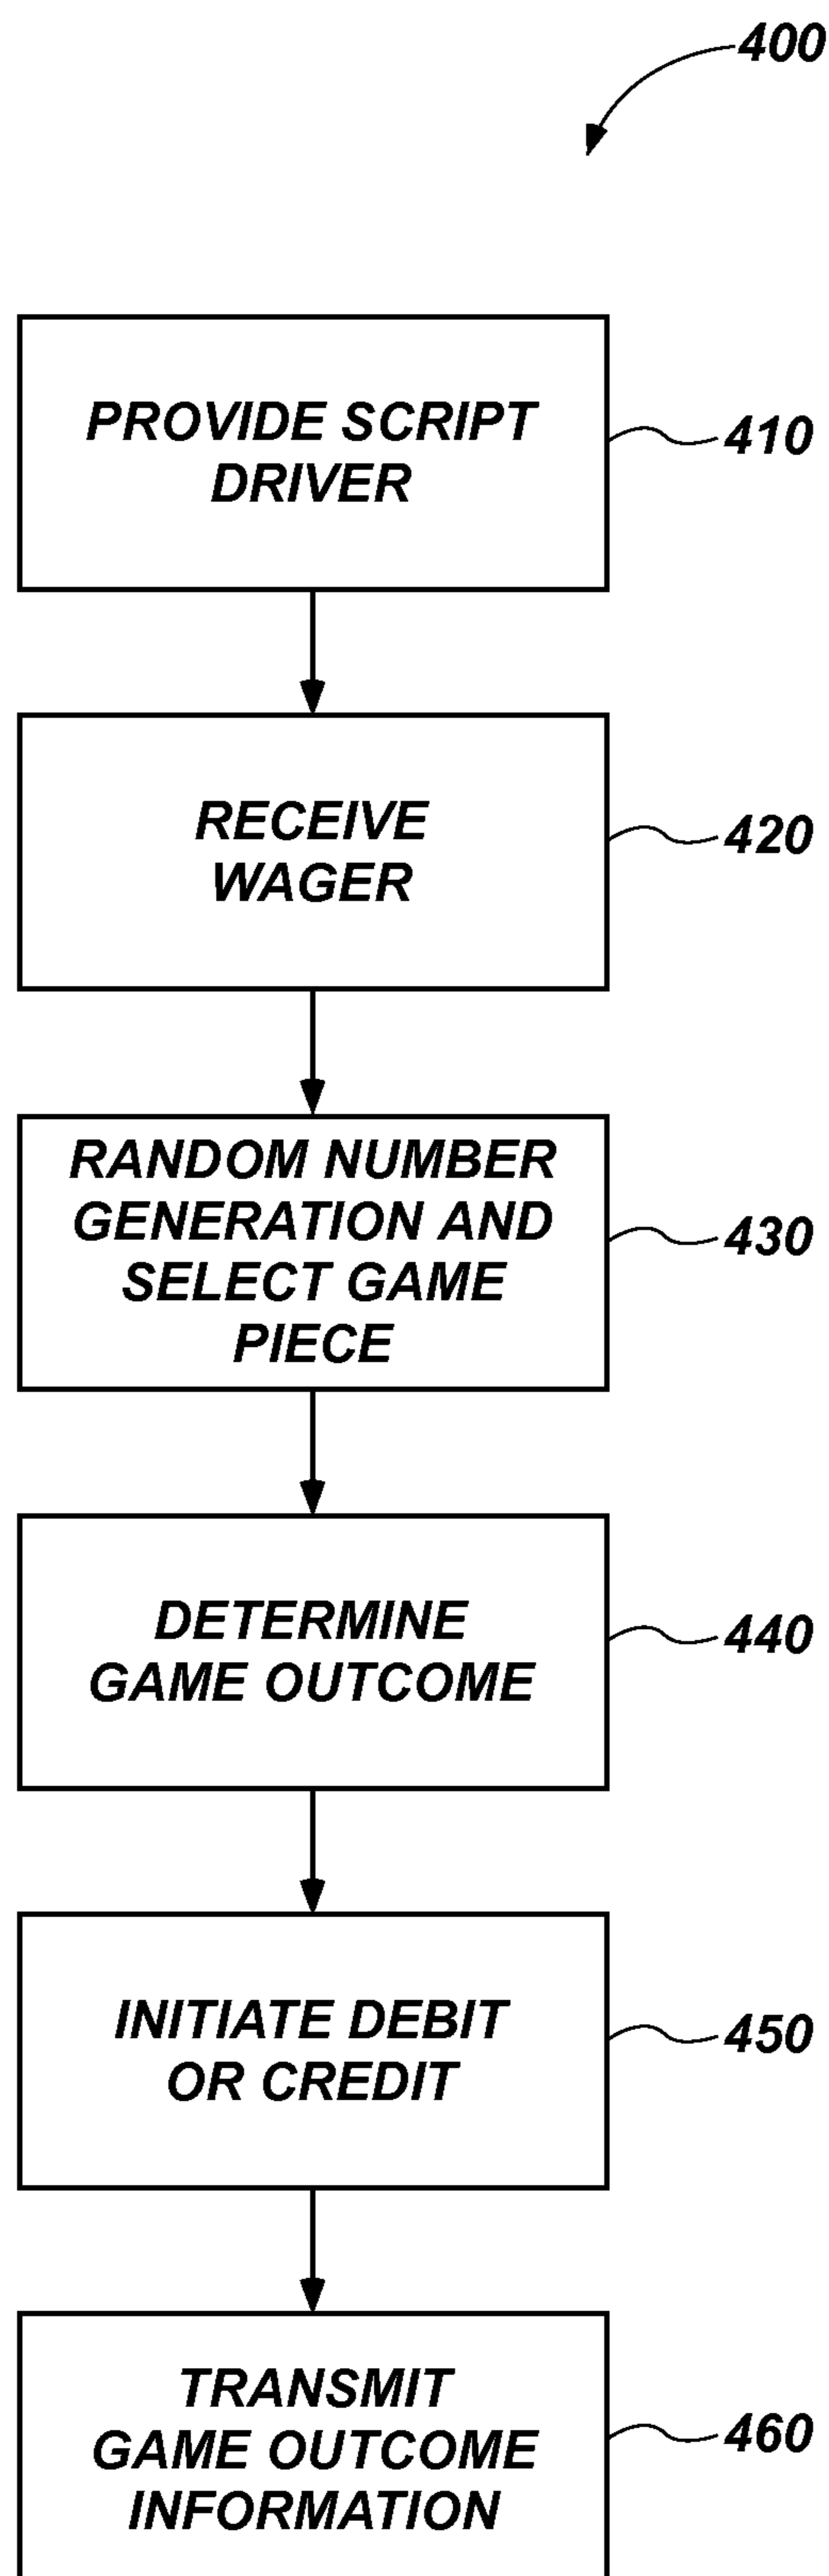 400
PROVIDE SCRIPT
DRIVER
410
RECEIVE
WAGER
420
RANDOM NUMBER
GENERATION AND
SELECT GAME
PIECE
430
DETERMINE
GAME OUTCOME
440
INITIATE DEBIT
OR CREDIT
450
TRANSMIT
GAME OUTCOME
INFORMATION
460